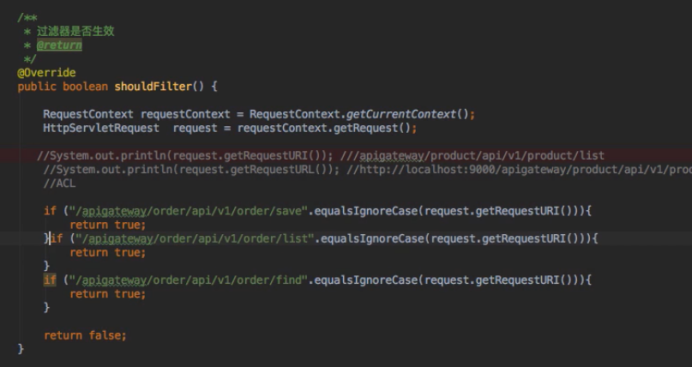 /**
* 过滤器是否生效
* @return
*/
@Override
public boolean shouldFilter() {
RequestContext requestContext = RequestContext.getCurrentContext();
HttpServletRequest  request = requestContext.getRequest();
//System.out.println(request.getRequestURI()); ///apigateway/product/api/v1/product/list
//System.out.println(request.getRequestURL()); //http://localhost:9000/apigateway/product/api/v1/pro
//ACL
if ("/apigateway/order/api/v1/order/save".equalsIgnoreCase(request.getRequestURI())){
return true;
}if ("/apigateway/order/api/v1/order/list".equalsIgnoreCase(request.getRequestURI())){
return true;
}
if ("/apigateway/order/api/v1/order/find".equalsIgnoreCase(request.getRequestURI())){
return true;
}
return false;
}